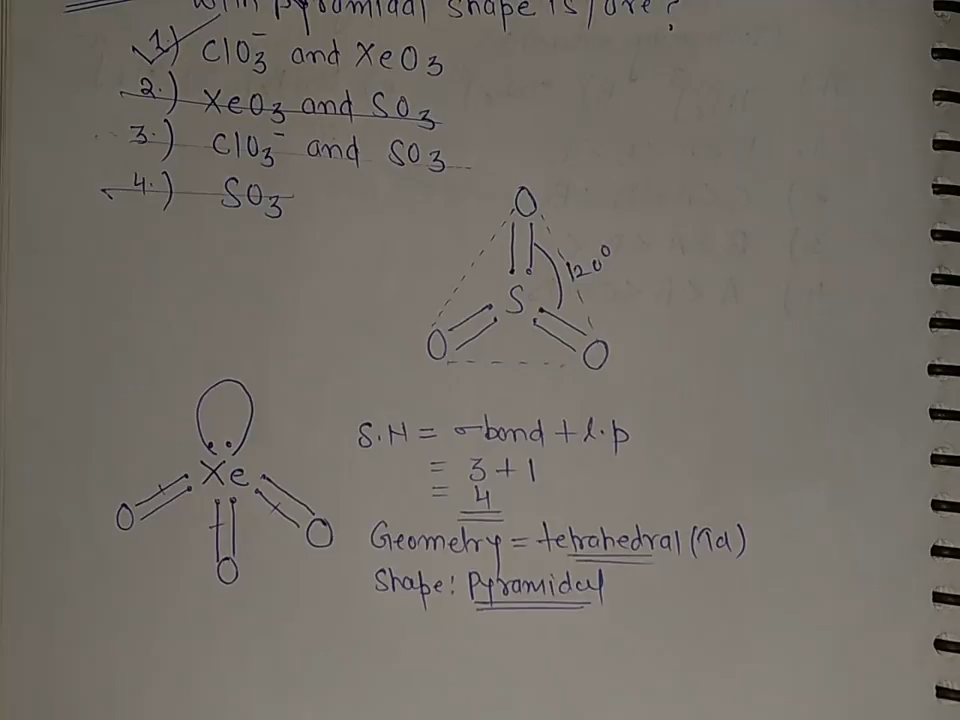 with pyramidal shape is/are?
1.) ClO₃⁻ and XeO₃
2.) XeO₃ and SO₃
3.) ClO₃⁻ and SO₃
4.) SO₃
O
120°
S
O O
Xe
O O
O
S.N = σ bond + l.p
= 3 + 1
= 4
Geometry = tetrahedral (Td)
Shape: Pyramidal